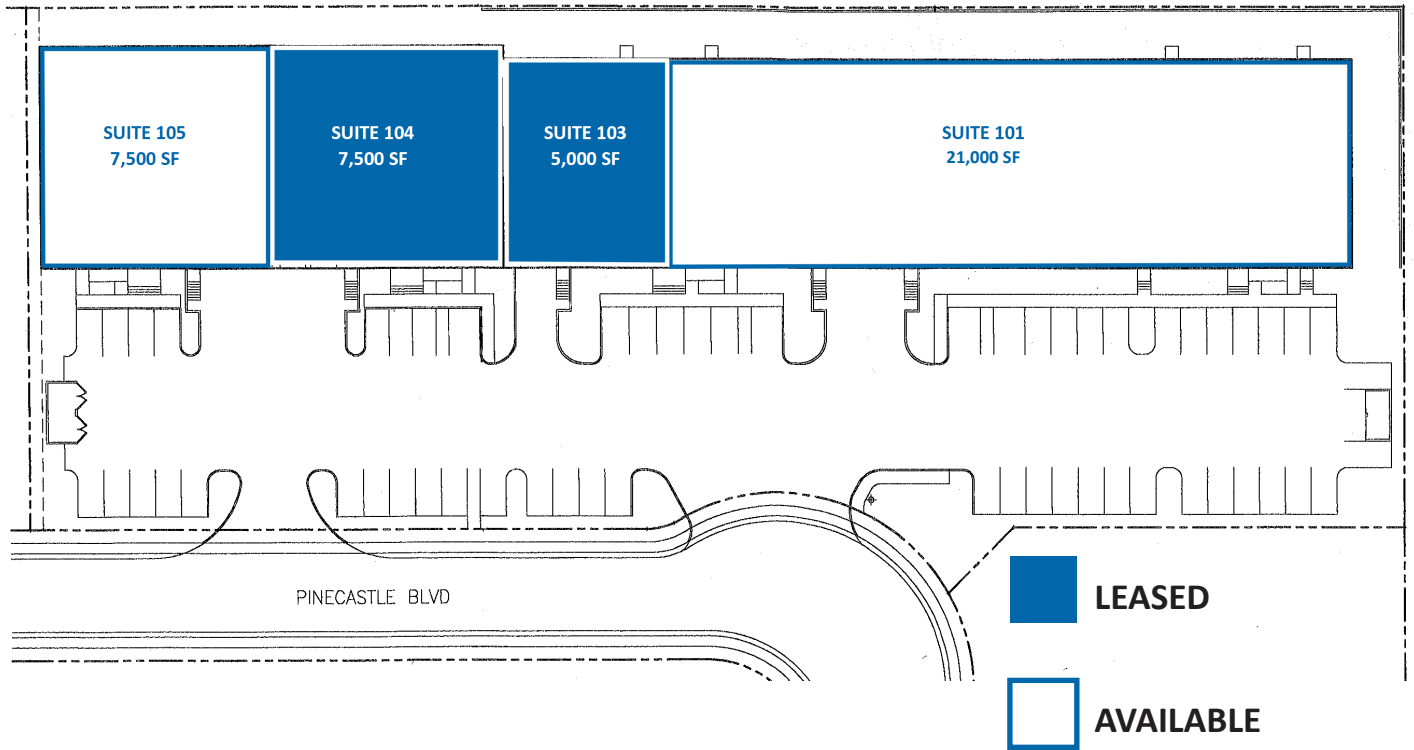 SUITE 105
7,500 SF
SUITE 104
7,500 SF
SUITE 103
5,000 SF
SUITE 101
21,000 SF
PINECASTLE BLVD
LEASED
AVAILABLE